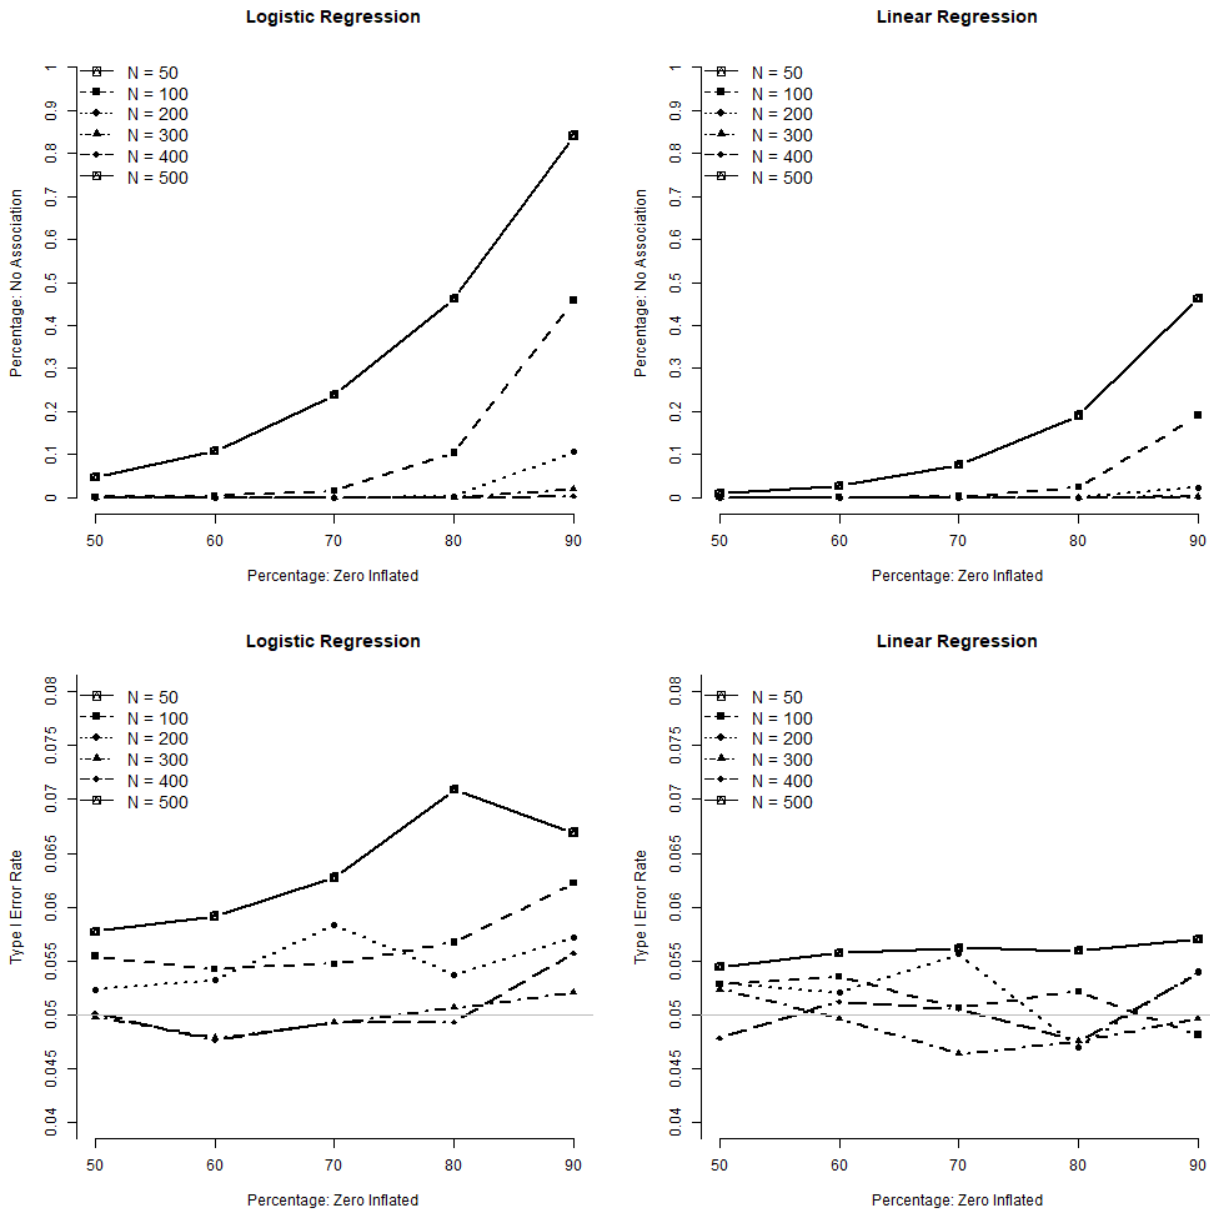 Logistic Regression
N = 50
N = 100
N = 200
N = 300
N = 400
N = 500
1
0.9
0.8
0.7
0.6
0.5
0.4
0.3
0.2
0.1
0
Percentage: No Association
50 60 70 80 90
Percentage: Zero Inflated
Linear Regression
N = 50
N = 100
N = 200
N = 300
N = 400
N = 500
1
0.9
0.8
0.7
0.6
0.5
0.4
0.3
0.2
0.1
0
Percentage: No Association
50 60 70 80 90
Percentage: Zero Inflated
Logistic Regression
N = 50
N = 100
N = 200
N = 300
N = 400
N = 500
0.08
0.075
0.07
0.065
0.06
0.055
0.05
0.045
0.04
Type I Error Rate
50 60 70 80 90
Percentage: Zero Inflated
Linear Regression
N = 50
N = 100
N = 200
N = 300
N = 400
N = 500
0.08
0.075
0.07
0.065
0.06
0.055
0.05
0.045
0.04
Type I Error Rate
50 60 70 80 90
Percentage: Zero Inflated